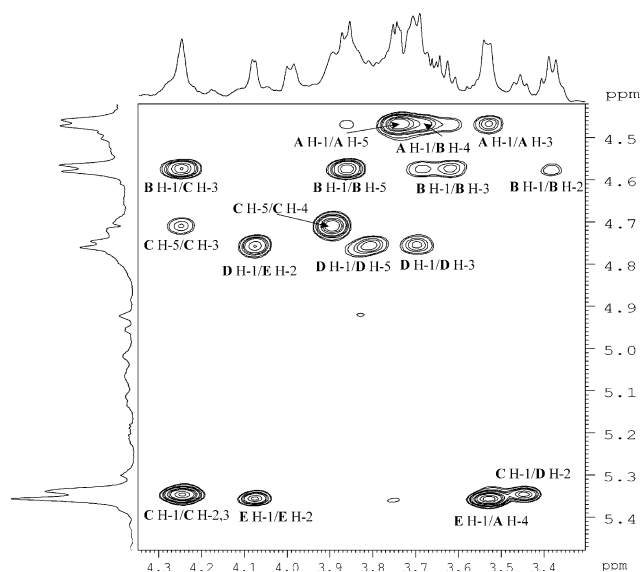 ppm
4.5
A H-1/A H-5
A H-1/A H-3
A H-1/B H-4
4.6
B H-1/C H-3
B H-1/B H-5
B H-1/B H-3
B H-1/B H-2
C H-5/C H-4
4.7
C H-5/C H-3
D H-1/E H-2
D H-1/D H-5
D H-1/D H-3
4.8
4.9
5.0
5.1
5.2
5.3
C H-1/D H-2
5.4
C H-1/C H-2,3
E H-1/E H-2
E H-1/A H-4
4.3 4.2 4.1 4.0 3.9 3.8 3.7 3.6 3.5 3.4 ppm